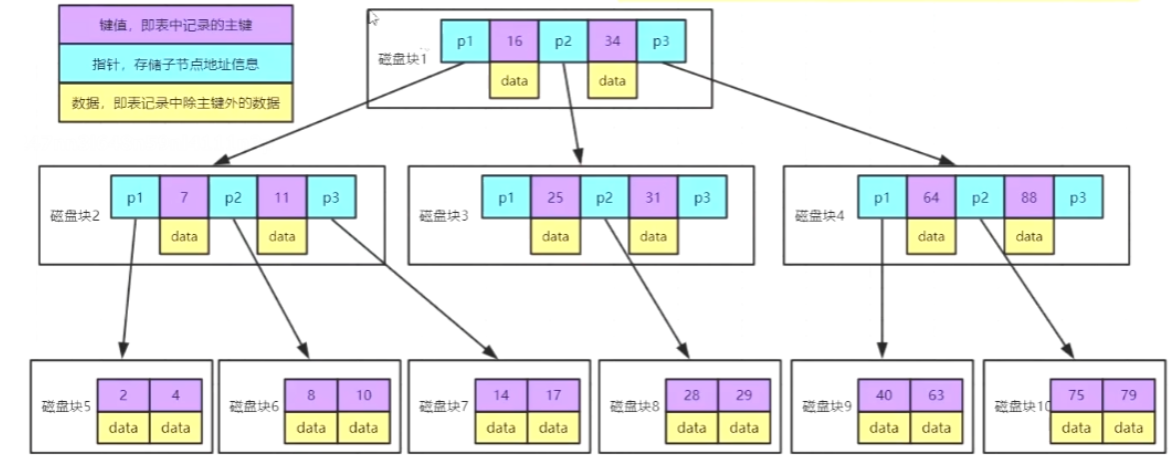 键值，即表中记录的主键
指针，存储子节点地址信息
数据，即表记录中除主键外的数据
磁盘块1
p1 16 p2 34 p3
data data
磁盘块2
p1 7 p2 11 p3
data data
磁盘块3
p1 25 p2 31 p3
data data
磁盘块4
p1 64 p2 88 p3
data data
磁盘块5
2 4
data data
磁盘块6
8 10
data data
磁盘块7
14 17
data data
磁盘块8
28 29
data data
磁盘块9
40 63
data data
磁盘块10
75 79
data data